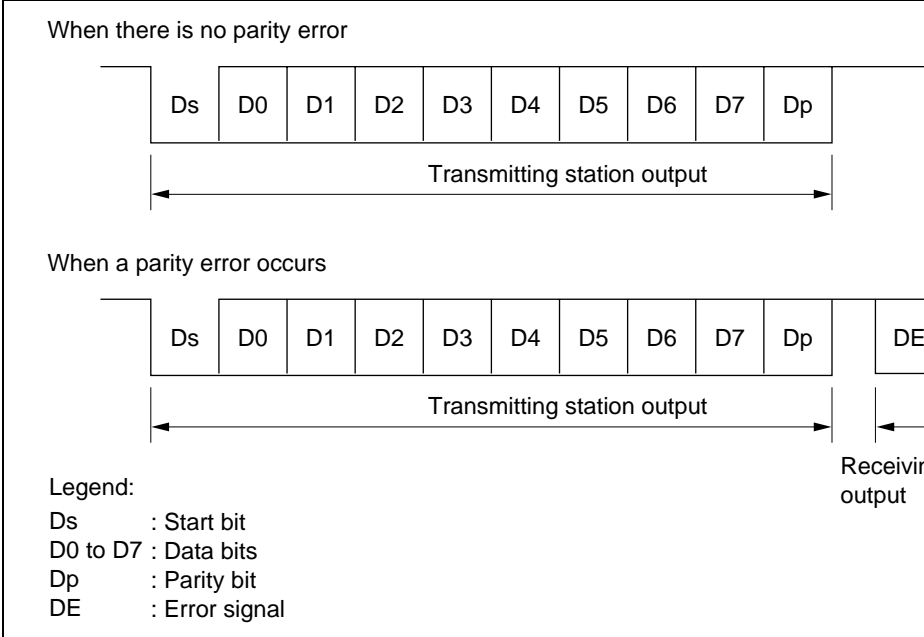 When there is no parity error
Ds D0 D1 D2 D3 D4 D5 D6 D7 Dp
Transmitting station output
When a parity error occurs
Ds D0 D1 D2 D3 D4 D5 D6 D7 Dp DE
Transmitting station output
output
Legend:
Ds : Start bit
D0 to D7 : Data bits
Dp : Parity bit
DE : Error signal